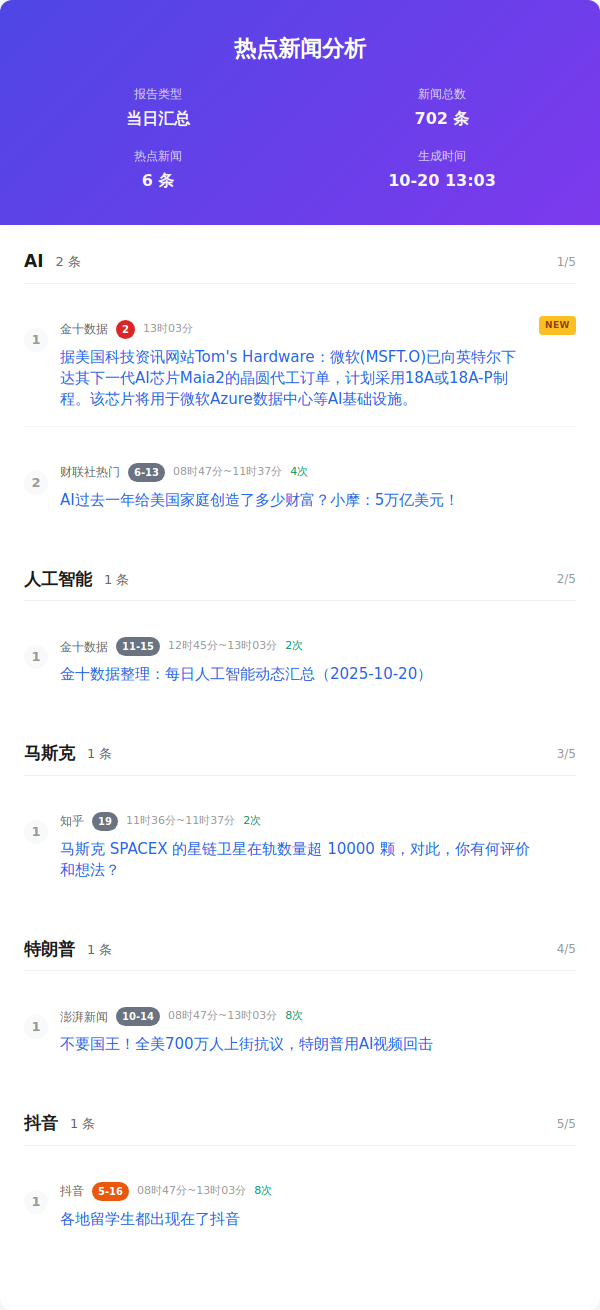 热点新闻分析
报告类型
当日汇总
新闻总数
702 条
热点新闻
6 条
生成时间
10-20 13:03
AI 2 条 1/5
1 金十数据 2 13时03分 NEW
据美国科技资讯网站Tom's Hardware：微软(MSFT.O)已向英特尔下
达其下一代AI芯片Maia2的晶圆代工订单，计划采用18A或18A-P制
程。该芯片将用于微软Azure数据中心等AI基础设施。
2 财联社热门 6-13 08时47分~11时37分 4次
AI过去一年给美国家庭创造了多少财富？小摩：5万亿美元！
人工智能 1 条 2/5
1 金十数据 11-15 12时45分~13时03分 2次
金十数据整理：每日人工智能动态汇总（2025-10-20）
马斯克 1 条 3/5
1 知乎 19 11时36分~11时37分 2次
马斯克 SPACEX 的星链卫星在轨数量超 10000 颗，对此，你有何评价
和想法？
特朗普 1 条 4/5
1 澎湃新闻 10-14 08时47分~13时03分 8次
不要国王！全美700万人上街抗议，特朗普用AI视频回击
抖音 1 条 5/5
1 抖音 5-16 08时47分~13时03分 8次
各地留学生都出现在了抖音